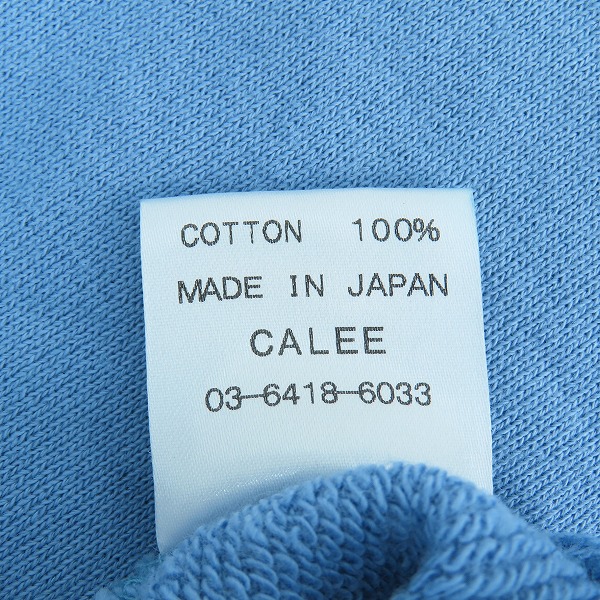 COTTON 100%
MADE IN JAPAN
CALEE
03-6418-6033